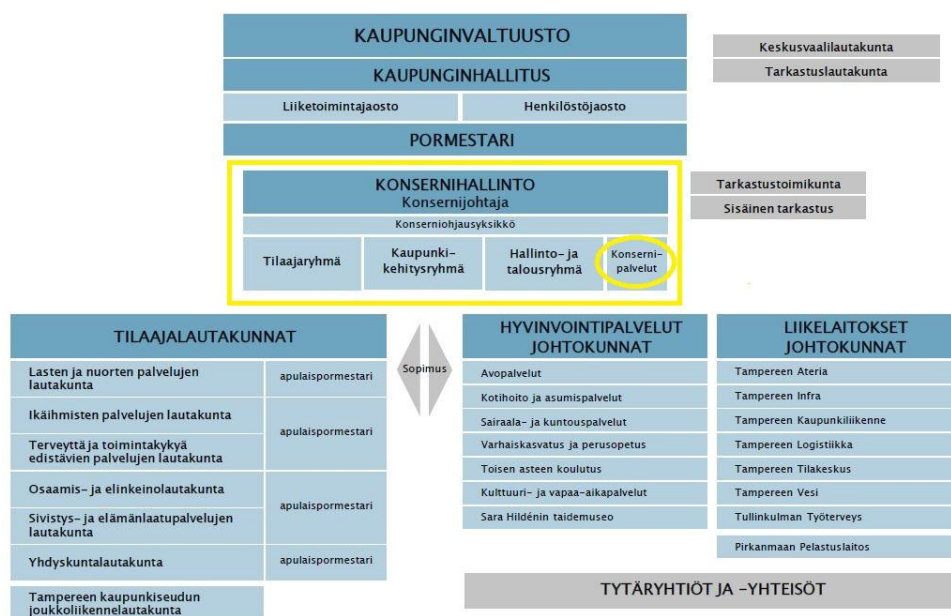 KAUPUNGINVALTUUSTO
Keskusvaalilautakunta
KAUPUNGINHALLITUS
Tarkastuslautakunta
Liiketoimintajaosto
Henkilöstöjaosto
PORMESTARI
KONSERNIHALLINTO
Konsernijohtaja
Tarkastustoimikunta
Sisäinen tarkastus
Konserniohjausyksikkö
Tilaajaryhmä
Kaupunki-
kehitysryhmä
Hallinto- ja
talousryhmä
Konserni-
palvelut
TILAAJALAUTAKUNNAT
Lasten ja nuorten palvelujen
lautakunta
apulaispormestari
Ikäihmisten palvelujen lautakunta
Terveyttä ja toimintakykyä
edistävien palvelujen lautakunta
apulaispormestari
Osaamis- ja elinkeinolautakunta
Sivistys- ja elämänlaatupalvelujen
lautakunta
apulaispormestari
Yhdyskuntalautakunta
apulaispormestari
Tampereen kaupunkiseudun
joukkoliikennelautakunta
Sopimus
HYVINVOINTIPALVELUT
JOHTOKUNNAT
Avopalvelut
Kotihoito ja asumispalvelut
Sairaala- ja kuntouspalvelut
Varhaiskasvatus ja perusopetus
Toisen asteen koulutus
Kulttuuri- ja vapaa-aikapalvelut
Sara Hildénin taidemuseo
LIIKELAITOKSET
JOHTOKUNNAT
Tampereen Ateria
Tampereen Infra
Tampereen Kaupunkiliikenne
Tampereen Logistiikka
Tampereen Tilakeskus
Tampereen Vesi
Tullinkulman Työterveys
Pirkanmaan Pelastuslaitos
TYTÄRYHTIÖT JA -YHTEISÖT